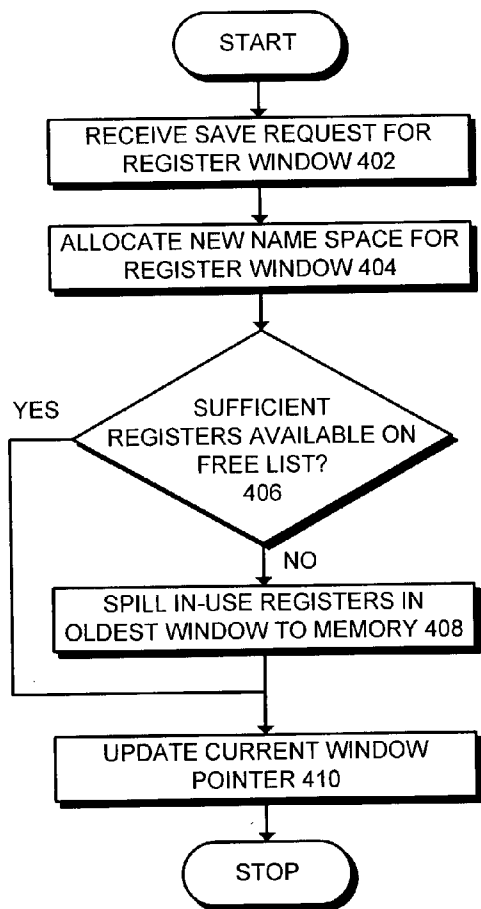 START
RECEIVE SAVE REQUEST FOR
REGISTER WINDOW 402
ALLOCATE NEW NAME SPACE FOR
REGISTER WINDOW 404
YES
SUFFICIENT
REGISTERS AVAILABLE ON
FREE LIST?
406
NO
SPILL IN-USE REGISTERS IN
OLDEST WINDOW TO MEMORY 408
UPDATE CURRENT WINDOW
POINTER 410
STOP